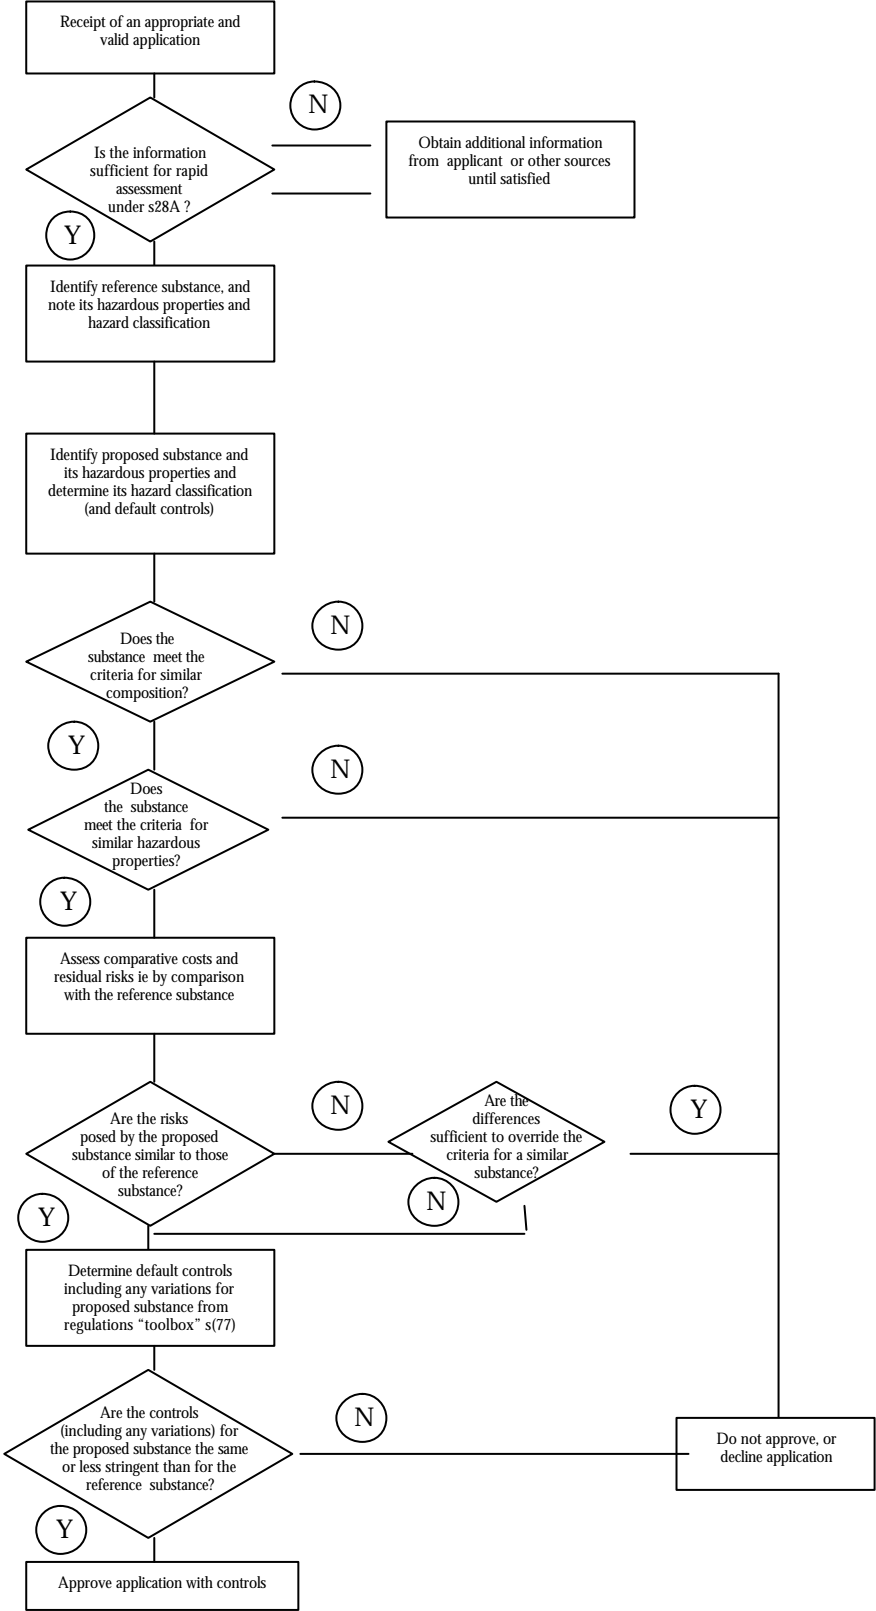 Receipt of an appropriate and
valid application
N
Is the information
sufficient for rapid
assessment
under s28A ?
Obtain additional information
from applicant or other sources
until satisfied
Y
Identify reference substance, and
note its hazardous properties and
hazard classification
Identify proposed substance and
its hazardous properties and
determine its hazard classification
(and default controls)
Does the
substance meet the
criteria for similar
composition?
N
Y
Does
the substance
meet the criteria for
similar hazardous
properties?
N
Y
Assess comparative costs and
residual risks ie by comparison
with the reference substance
Are the risks
posed by the proposed
substance similar to those
of the reference
substance?
N
Are the
differences
sufficient to override the
criteria for a similar
substance?
Y
N
Y
Determine default controls
including any variations for
proposed substance from
regulations “toolbox” s(77)
Are the controls
(including any variations) for
the proposed substance the same
or less stringent than for the
reference substance?
N
Do not approve, or
decline application
Y
Approve application with controls